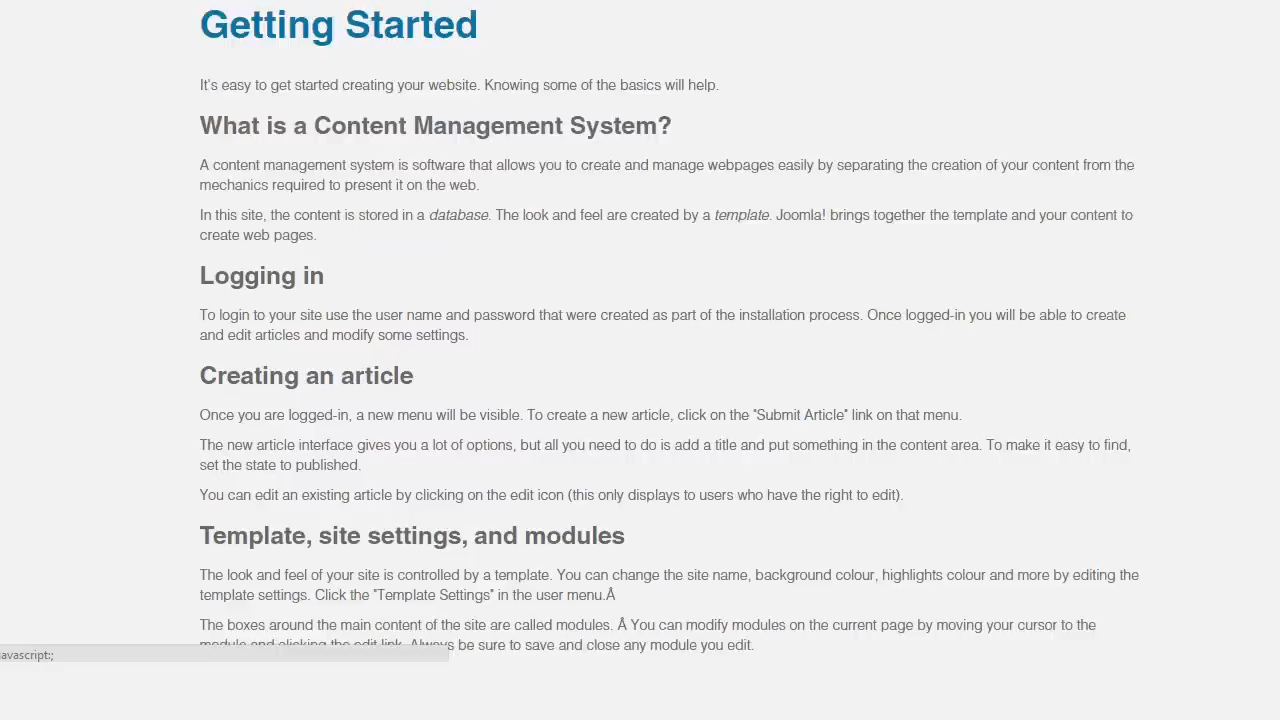 Getting Started
It's easy to get started creating your website. Knowing some of the basics will help.
What is a Content Management System?
A content management system is software that allows you to create and manage webpages easily by separating the creation of your content from the
mechanics required to present it on the web.
In this site, the content is stored in a database. The look and feel are created by a template. Joomla! brings together the template and your content to
create web pages.
Logging in
To login to your site use the user name and password that were created as part of the installation process. Once logged-in you will be able to create
and edit articles and modify some settings.
Creating an article
Once you are logged-in, a new menu will be visible. To create a new article, click on the "Submit Article" link on that menu.
The new article interface gives you a lot of options, but all you need to do is add a title and put something in the content area. To make it easy to find,
set the state to published.
You can edit an existing article by clicking on the edit icon (this only displays to users who have the right to edit).
Template, site settings, and modules
The look and feel of your site is controlled by a template. You can change the site name, background colour, highlights colour and more by editing the
template settings. Click the "Template Settings" in the user menu.Â
The boxes around the main content of the site are called modules. Â You can modify modules on the current page by moving your cursor to the
module and clicking the edit link. Always be sure to save and close any module you edit.
avascript:;